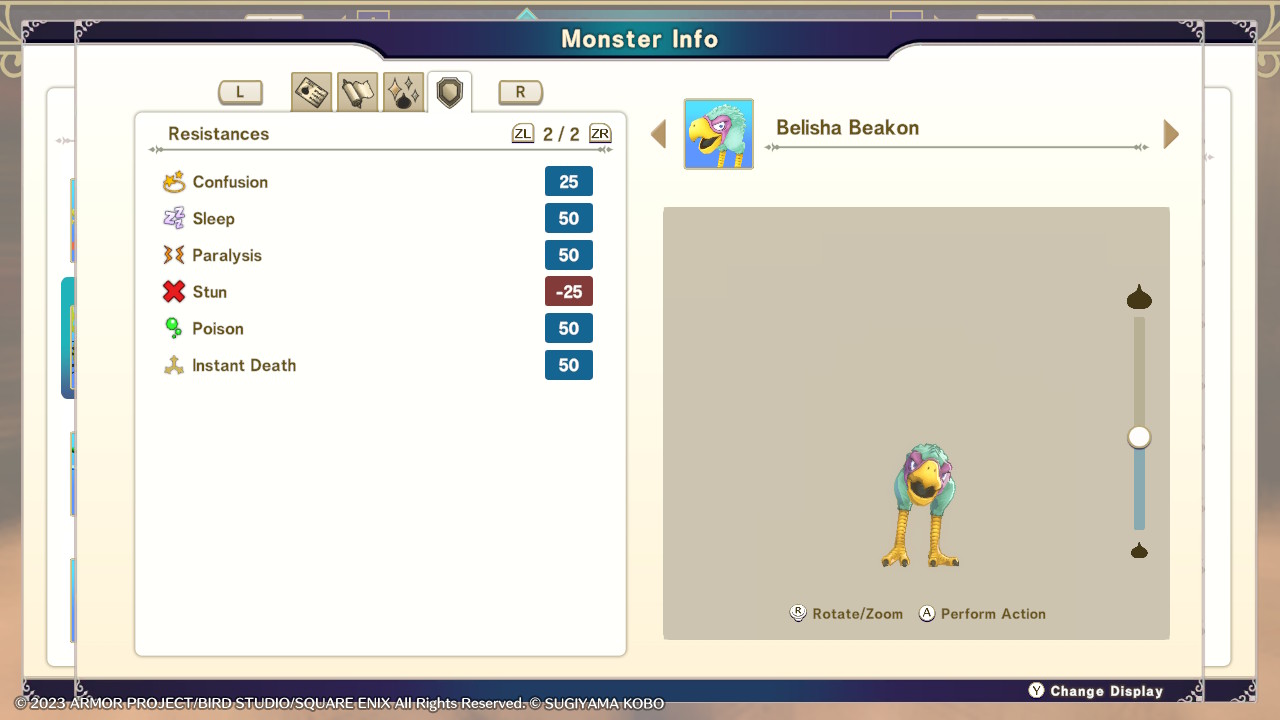 Monster Info
L
R
Resistances
ZL 2 / 2 ZR
Confusion 25
Sleep 50
Paralysis 50
Stun -25
Poison 50
Instant Death 50
Belisha Beakon
R Rotate/Zoom A Perform Action
Y Change Display
© 2023 ARMOR PROJECT/BIRD STUDIO/SQUARE ENIX All Rights Reserved. © SUGIYAMA KOBO